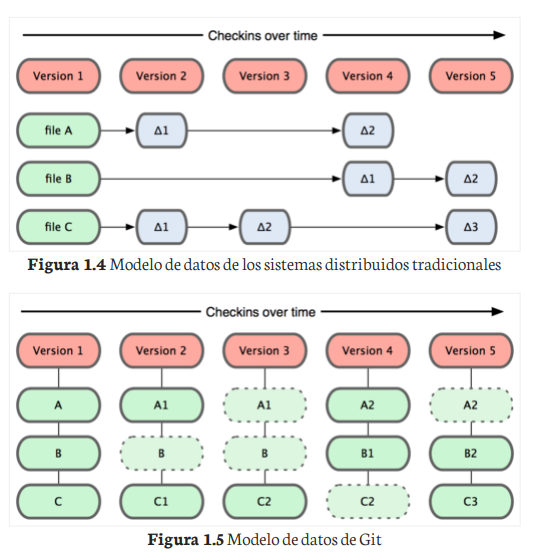 Checkins over time
Version 1 Version 2 Version 3 Version 4 Version 5
file A Δ1 Δ2
file B Δ1 Δ2
file C Δ1 Δ2 Δ3
Figura 1.4 Modelo de datos de los sistemas distribuidos tradicionales
Checkins over time
Version 1 Version 2 Version 3 Version 4 Version 5
A A1 A1 A2 A2
B B B B1 B2
C C1 C2 C2 C3
Figura 1.5 Modelo de datos de Git